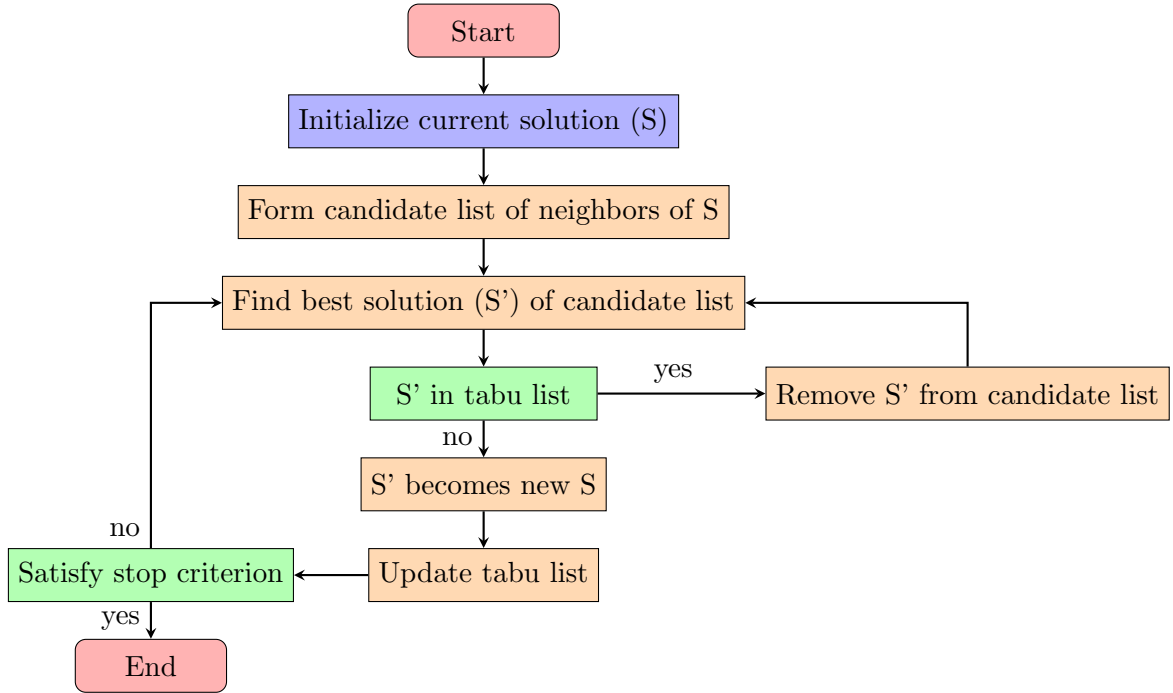 Start
Initialize current solution (S)
Form candidate list of neighbors of S
Find best solution (S') of candidate list
S' in tabu list
yes
Remove S' from candidate list
no
S' becomes new S
Update tabu list
no
Satisfy stop criterion
yes
End